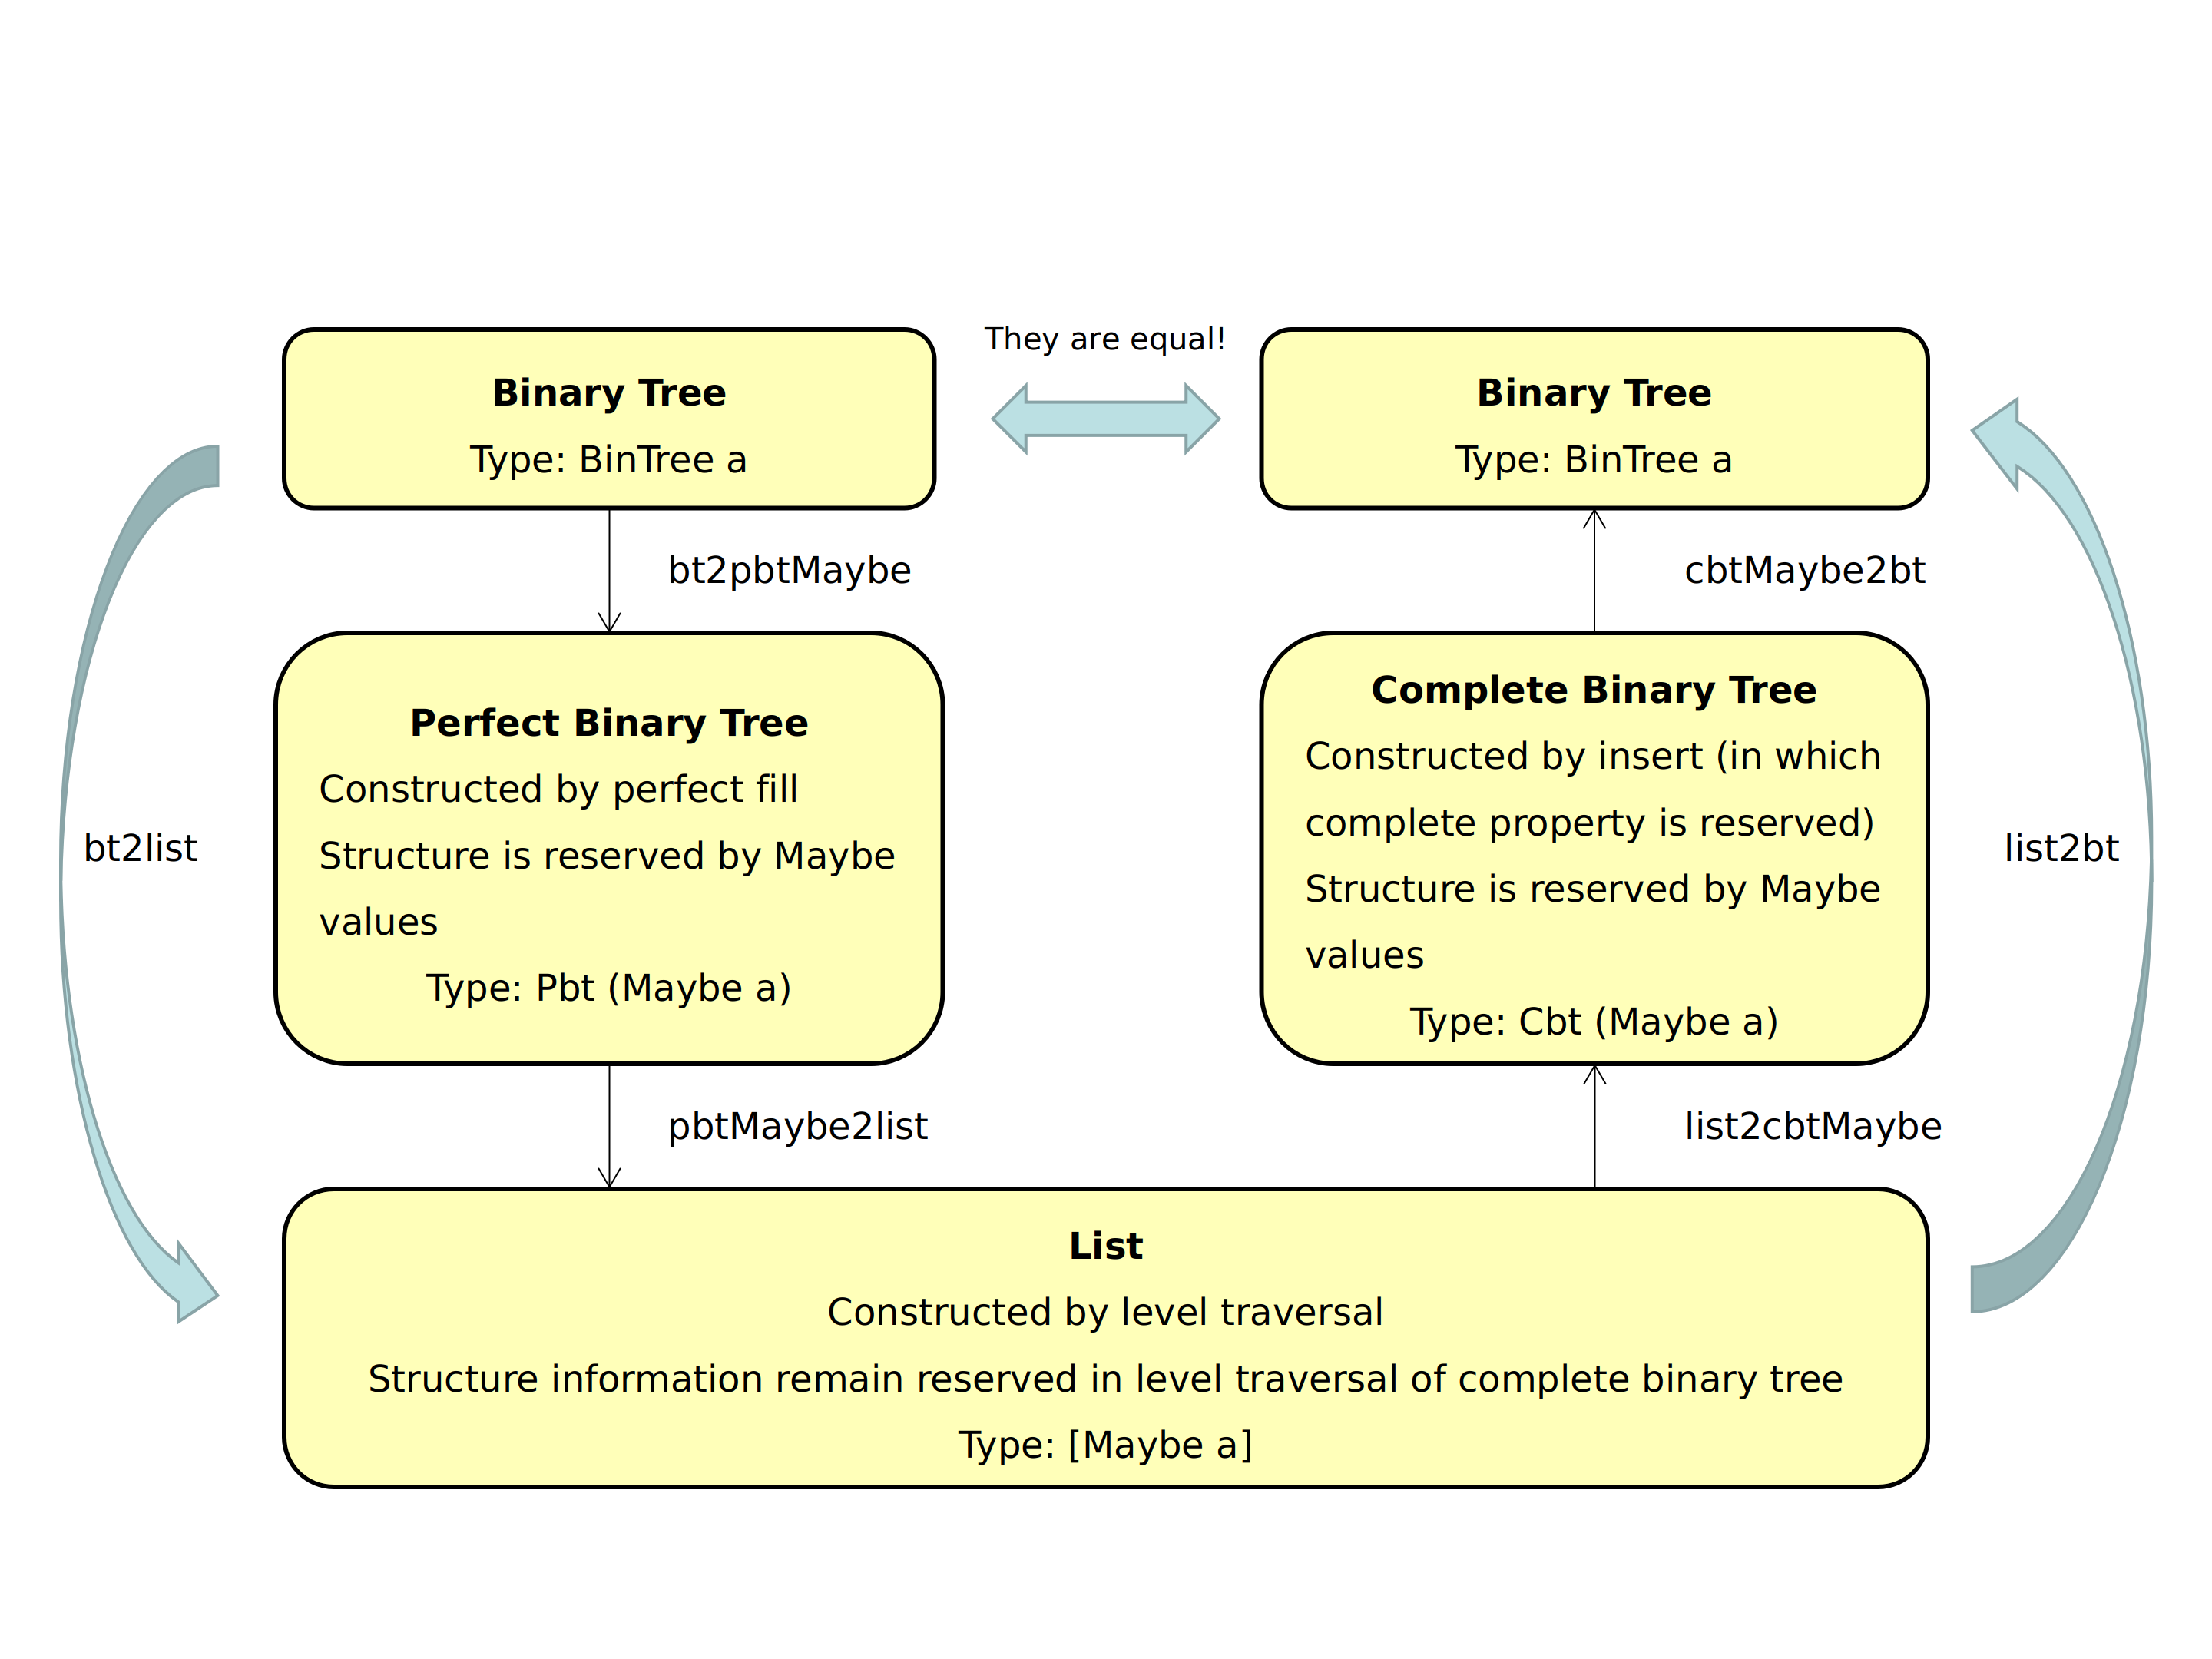 They are equal!
Binary Tree
Type: BinTree a
Binary Tree
Type: BinTree a
bt2pbtMaybe
cbtMaybe2bt
Perfect Binary Tree
Constructed by perfect fill
Structure is reserved by Maybe
values
Type: Pbt (Maybe a)
Complete Binary Tree
Constructed by insert (in which
complete property is reserved)
Structure is reserved by Maybe
values
Type: Cbt (Maybe a)
bt2list
list2bt
pbtMaybe2list
list2cbtMaybe
List
Constructed by level traversal
Structure information remain reserved in level traversal of complete binary tree
Type: [Maybe a]